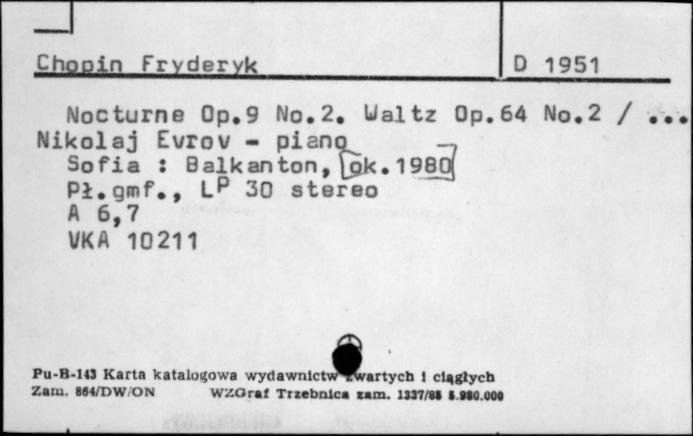 Chopin Fryderyk D 1951
Nocturne Op.9 No.2. Waltz Op.64 No.2 / ...
Nikolaj Evrov - piano
Sofia : Balkanton, [ok.1980]
Pł.gmf., LP 30 stereo
A 6,7
VKA 10211
Pu-B-143 Karta katalogowa wydawnictw zwartych i ciągłych
Zam. 864/DW/ON WZGraf Trzebnica zam. 1337/85 5.980.000